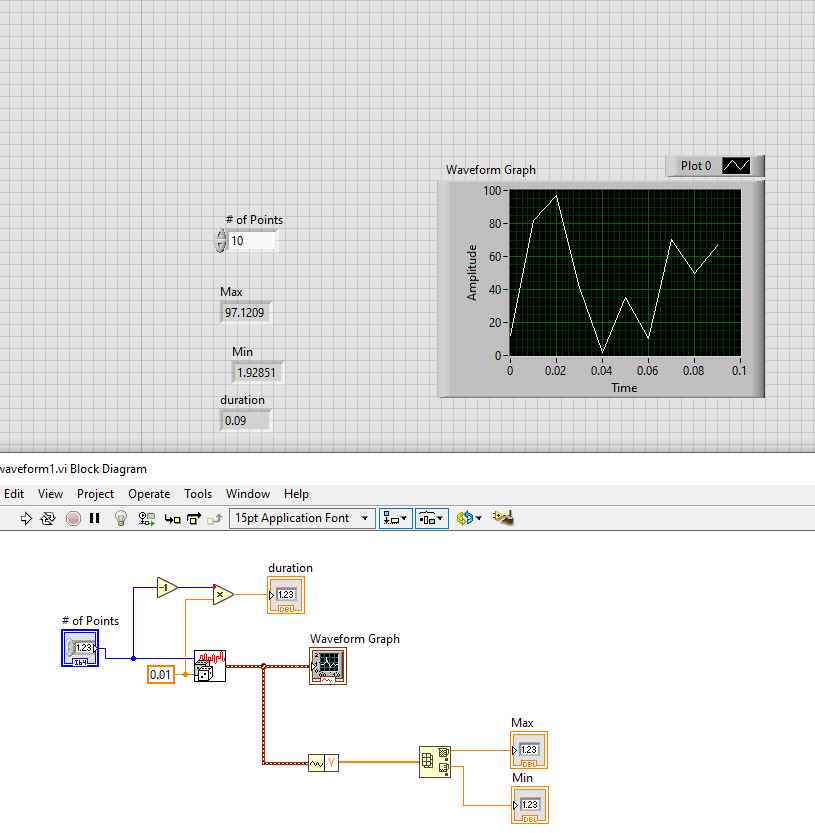 Waveform Graph
Plot 0
100
80
60
40
20
0
Amplitude
0
0.02
0.04
0.06
0.08
0.1
Time
# of Points
10
Max
97.1209
Min
1.92851
duration
0.09
waveform1.vi Block Diagram
Edit View Project Operate Tools Window Help
15pt Application Font
duration
-1
×
1.23
DBL
# of Points
1.23
I64
Waveform Graph
0.01
Y
Max
1.23
DBL
Min
1.23
DBL